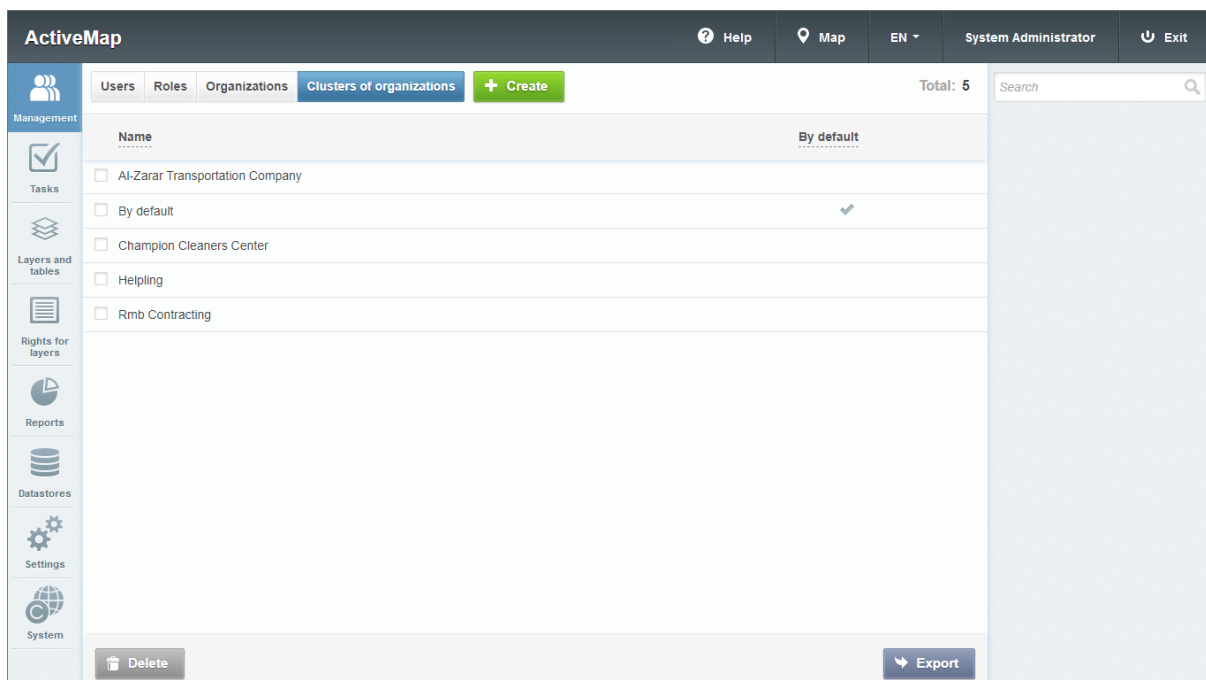 ActiveMap
Help
Map
EN
System Administrator
Exit
Management
Tasks
Layers and
tables
Rights for
layers
Reports
Datastores
Settings
System
Users Roles Organizations Clusters of organizations + Create Total: 5
Search
Name By default
Al-Zarar Transportation Company
By default
Champion Cleaners Center
Helpling
Rmb Contracting
Delete
Export